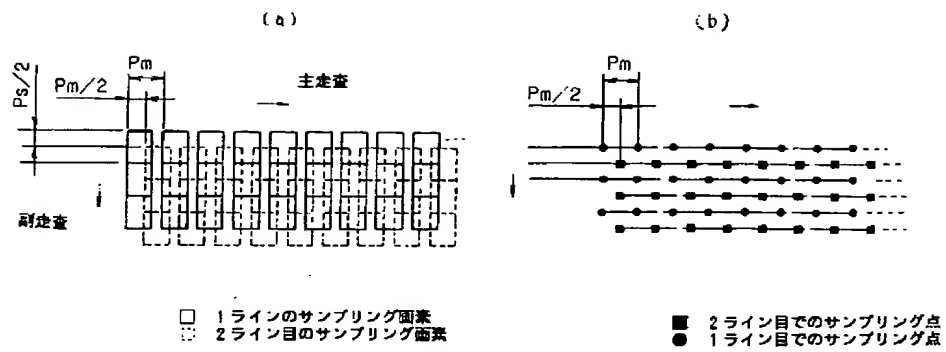 (a)
Pm
Pm/2
Ps/2
主走査
副走査
□ 1ラインのサンプリング画素
2ライン目のサンプリング画素
(b)
Pm
Pm/2
■ 2ライン目でのサンプリング点
● 1ライン目でのサンプリング点